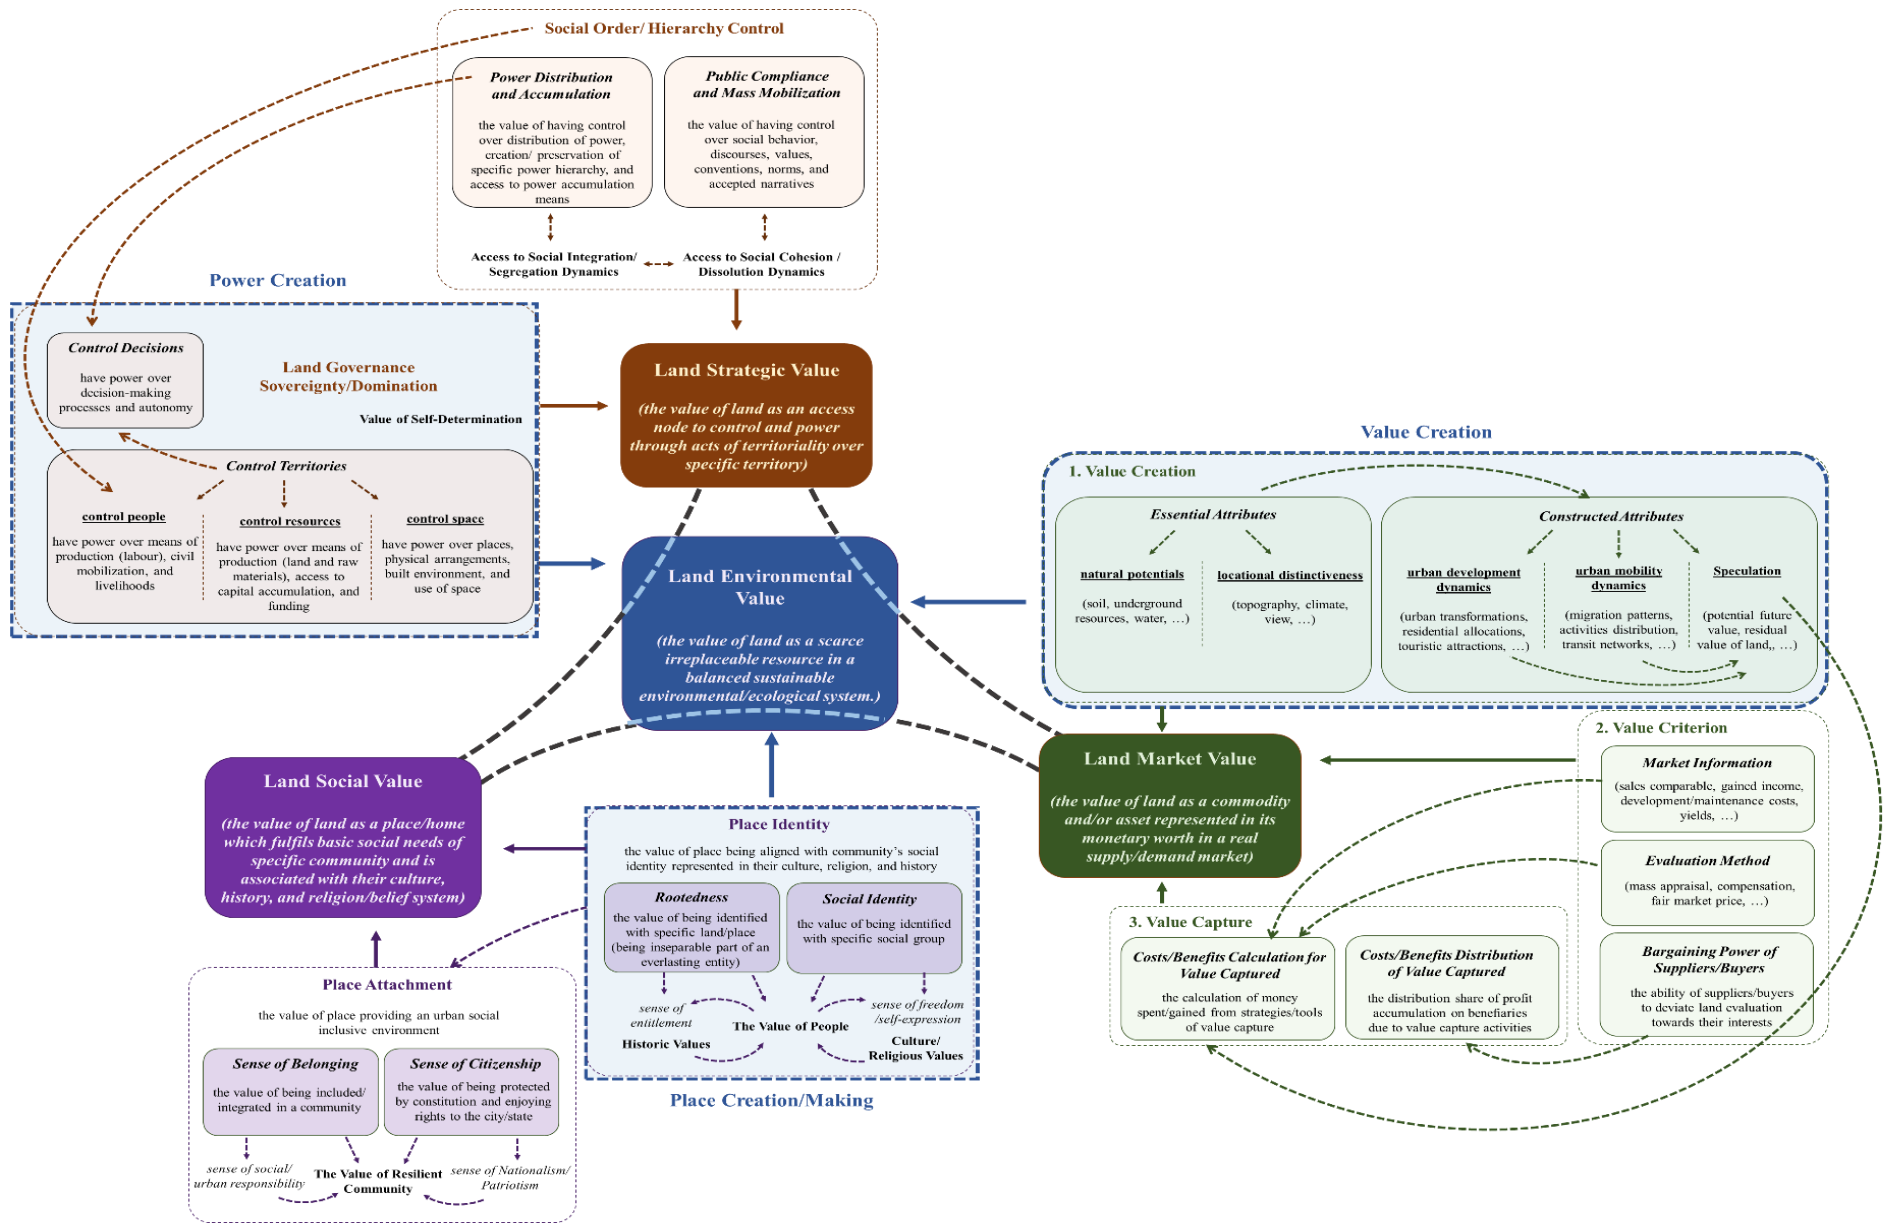 Social Order/ Hierarchy Control
Power Distribution
and Accumulation
the value of having control
over distribution of power,
creation/ preservation of
specific power hierarchy, and
access to power accumulation
means
Public Compliance
and Mass Mobilization
the value of having control
over social behavior,
discourses, values,
conventions, norms, and
accepted narratives
Access to Social Integration/
Segregation Dynamics
Access to Social Cohesion /
Dissolution Dynamics
Power Creation
Control Decisions
have power over
decision-making
processes and autonomy
Land Governance
Sovereignty/Domination
Value of Self-Determination
Control Territories
control people
have power over means of
production (labour), civil
mobilization, and
livelihoods
control resources
have power over means of
production (land and raw
materials), access to
capital accumulation, and
funding
control space
have power over places,
physical arrangements,
built environment, and
use of space
Land Strategic Value
(the value of land as an access
node to control and power
through acts of territoriality over
specific territory)
Land Environmental
Value
(the value of land as a scarce
irreplaceable resource in a
balanced sustainable
environmental/ecological system.)
Value Creation
1. Value Creation
Essential Attributes
natural potentials
(soil, underground
resources, water, …)
locational distinctiveness
(topography, climate,
view, …)
Constructed Attributes
urban development
dynamics
(urban transformations,
residential allocations,
touristic attractions, …)
urban mobility
dynamics
(migration patterns,
activities distribution,
transit networks, …)
Speculation
(potential future
value, residual
value of land,, …)
Land Social Value
(the value of land as a place/home
which fulfils basic social needs of
specific community and is
associated with their culture,
history, and religion/belief system)
Land Market Value
(the value of land as a commodity
and/or asset represented in its
monetary worth in a real
supply/demand market)
2. Value Criterion
Market Information
(sales comparable, gained income,
development/maintenance costs,
yields, …)
Evaluation Method
(mass appraisal, compensation,
fair market price, …)
Bargaining Power of
Suppliers/Buyers
the ability of suppliers/buyers
to deviate land evaluation
towards their interests
3. Value Capture
Costs/Benefits Calculation for
Value Captured
the calculation of money
spent/gained from strategies/tools
of value capture
Costs/Benefits Distribution
of Value Captured
the distribution share of profit
accumulation on benefiaries
due to value capture activities
Place Identity
the value of place being aligned with community's social
identity represented in their culture, religion, and history
Rootedness
the value of being identified
with specific land/place
(being inseparable part of an
everlasting entity)
Social Identity
the value of being identified
with specific social group
sense of
entitlement
Historic Values
The Value of People
sense of freedom
/self-expression
Culture/
Religious Values
Place Creation/Making
Place Attachment
the value of place providing an urban social
inclusive environment
Sense of Belonging
the value of being included/
integrated in a community
Sense of Citizenship
the value of being protected
by constitution and enjoying
rights to the city/state
sense of social/
urban responsibility
The Value of Resilient
Community
sense of Nationalism/
Patriotism